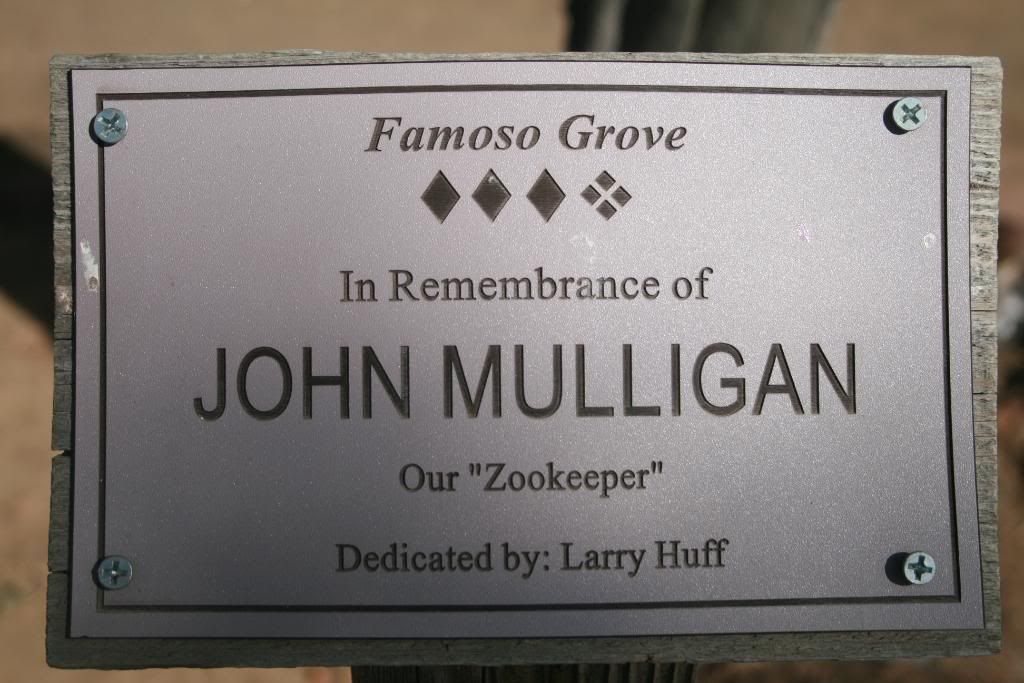 Famoso Grove
In Remembrance of
JOHN MULLIGAN
Our "Zookeeper"
Dedicated by: Larry Huff